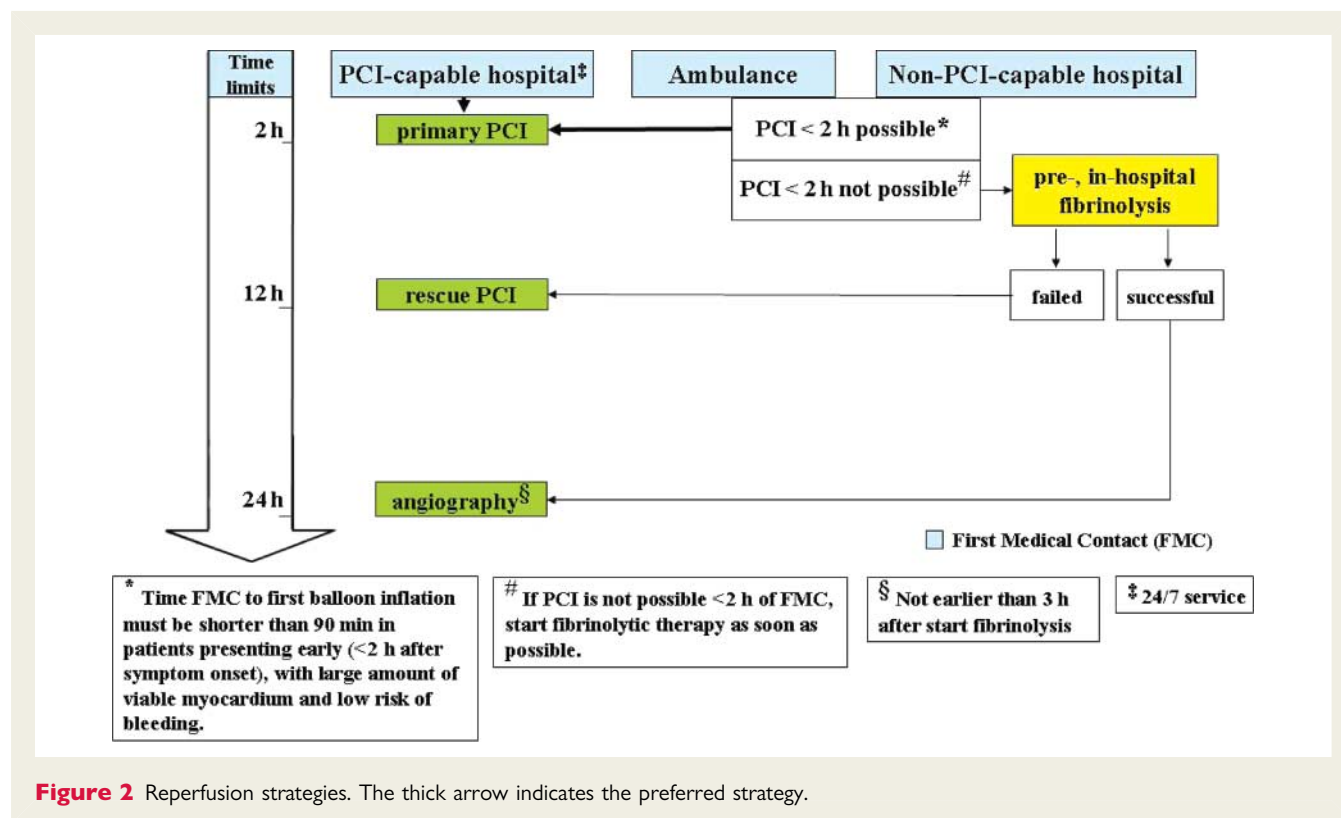 Time
limits
PCI-capable hospital‡
Ambulance
Non-PCI-capable hospital
2 h
primary PCI
PCI < 2 h possible*
PCI < 2 h not possible#
pre-, in-hospital
fibrinolysis
12 h
rescue PCI
failed
successful
24 h
angiography§
First Medical Contact (FMC)
* Time FMC to first balloon inflation
must be shorter than 90 min in
patients presenting early (<2 h after
symptom onset), with large amount of
viable myocardium and low risk of
bleeding.
# If PCI is not possible <2 h of FMC,
start fibrinolytic therapy as soon as
possible.
§ Not earlier than 3 h
after start fibrinolysis
‡ 24/7 service
Figure 2 Reperfusion strategies. The thick arrow indicates the preferred strategy.